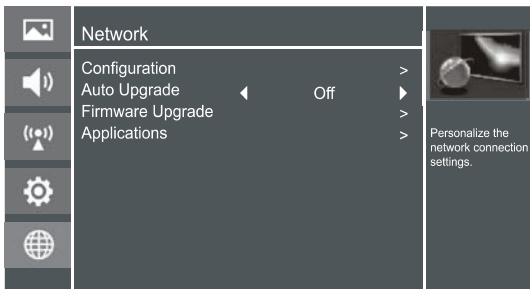 Network
Configuration >
Auto Upgrade Off
Firmware Upgrade >
Applications >
Personalize the
network connection
settings.